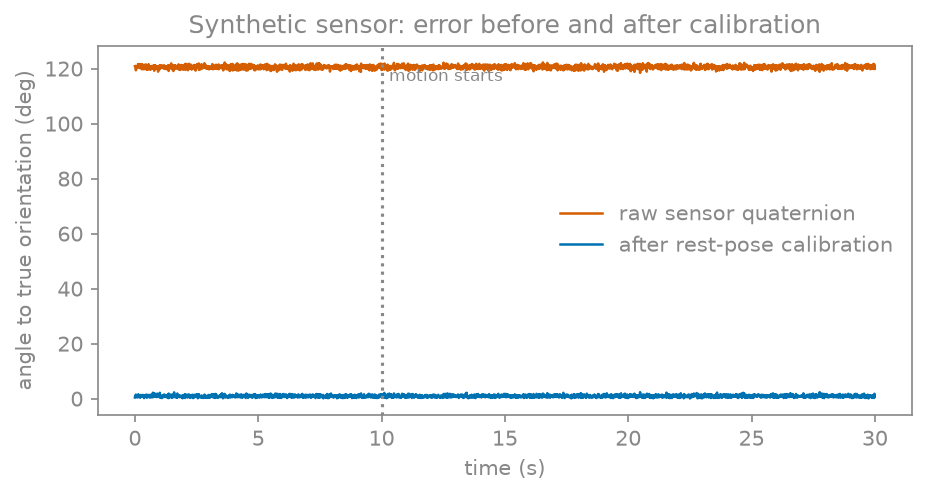 Synthetic sensor: error before and after calibration
angle to true orientation (deg)
120
100
80
60
40
20
0
motion starts
raw sensor quaternion
after rest-pose calibration
0 5 10 15 20 25 30
time (s)